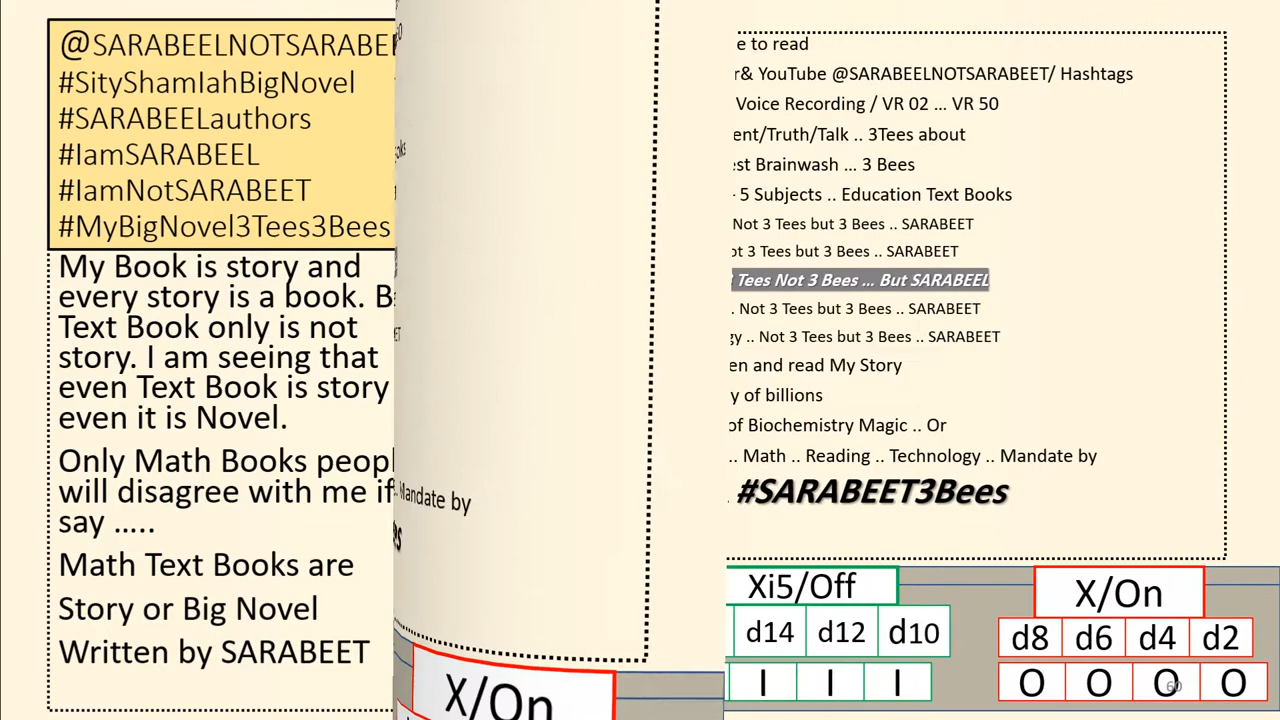 @SARABEELNOTSARABE
#SityShamIahBigNovel
#SARABEELauthors
#IamSARABEEL
#IamNotSARABEET
#MyBigNovel3Tees3Bees
My Book is story and
every story is a book. B
Text Book only is not
story. I am seeing that
even Text Book is story
even it is Novel.
Only Math Books peopl
will disagree with me if
say …..
Math Text Books are
Story or Big Novel
Written by SARABEET
Mandate by
X/On
e to read
r& YouTube @SARABEELNOTSARABEET/ Hashtags
Voice Recording / VR 02 … VR 50
ent/Truth/Talk .. 3Tees about
est Brainwash … 3 Bees
5 Subjects .. Education Text Books
Not 3 Tees but 3 Bees .. SARABEET
ot 3 Tees but 3 Bees .. SARABEET
Tees Not 3 Bees … But SARABEEL
. Not 3 Tees but 3 Bees .. SARABEET
gy .. Not 3 Tees but 3 Bees .. SARABEET
en and read My Story
y of billions
of Biochemistry Magic .. Or
.. Math .. Reading .. Technology .. Mandate by
#SARABEET3Bees
Xi5/Off
d14 d12 d10
I I I
X/On
d8 d6 d4 d2
O O O O
60